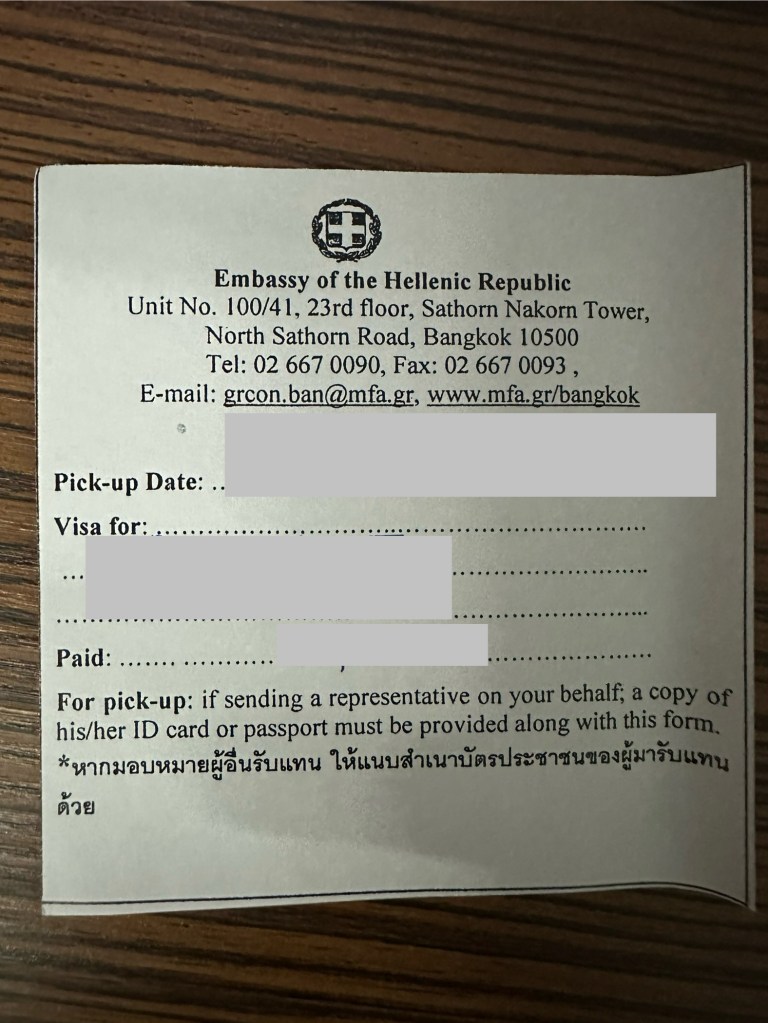 Embassy of the Hellenic Republic
Unit No. 100/41, 23rd floor, Sathorn Nakorn Tower,
North Sathorn Road, Bangkok 10500
Tel: 02 667 0090, Fax: 02 667 0093 ,
E-mail: grcon.ban@mfa.gr, www.mfa.gr/bangkok
Pick-up Date: ..
Visa for: ..........................................................................
... ..............................
..............................................................................
Paid: ....... ............... ..........................
For pick-up: if sending a representative on your behalf; a copy of
his/her ID card or passport must be provided along with this form.
*หากมอบหมายผู้อื่นรับแทน ให้แนบสำเนาบัตรประชาชนของผู้มารับแทน
ด้วย